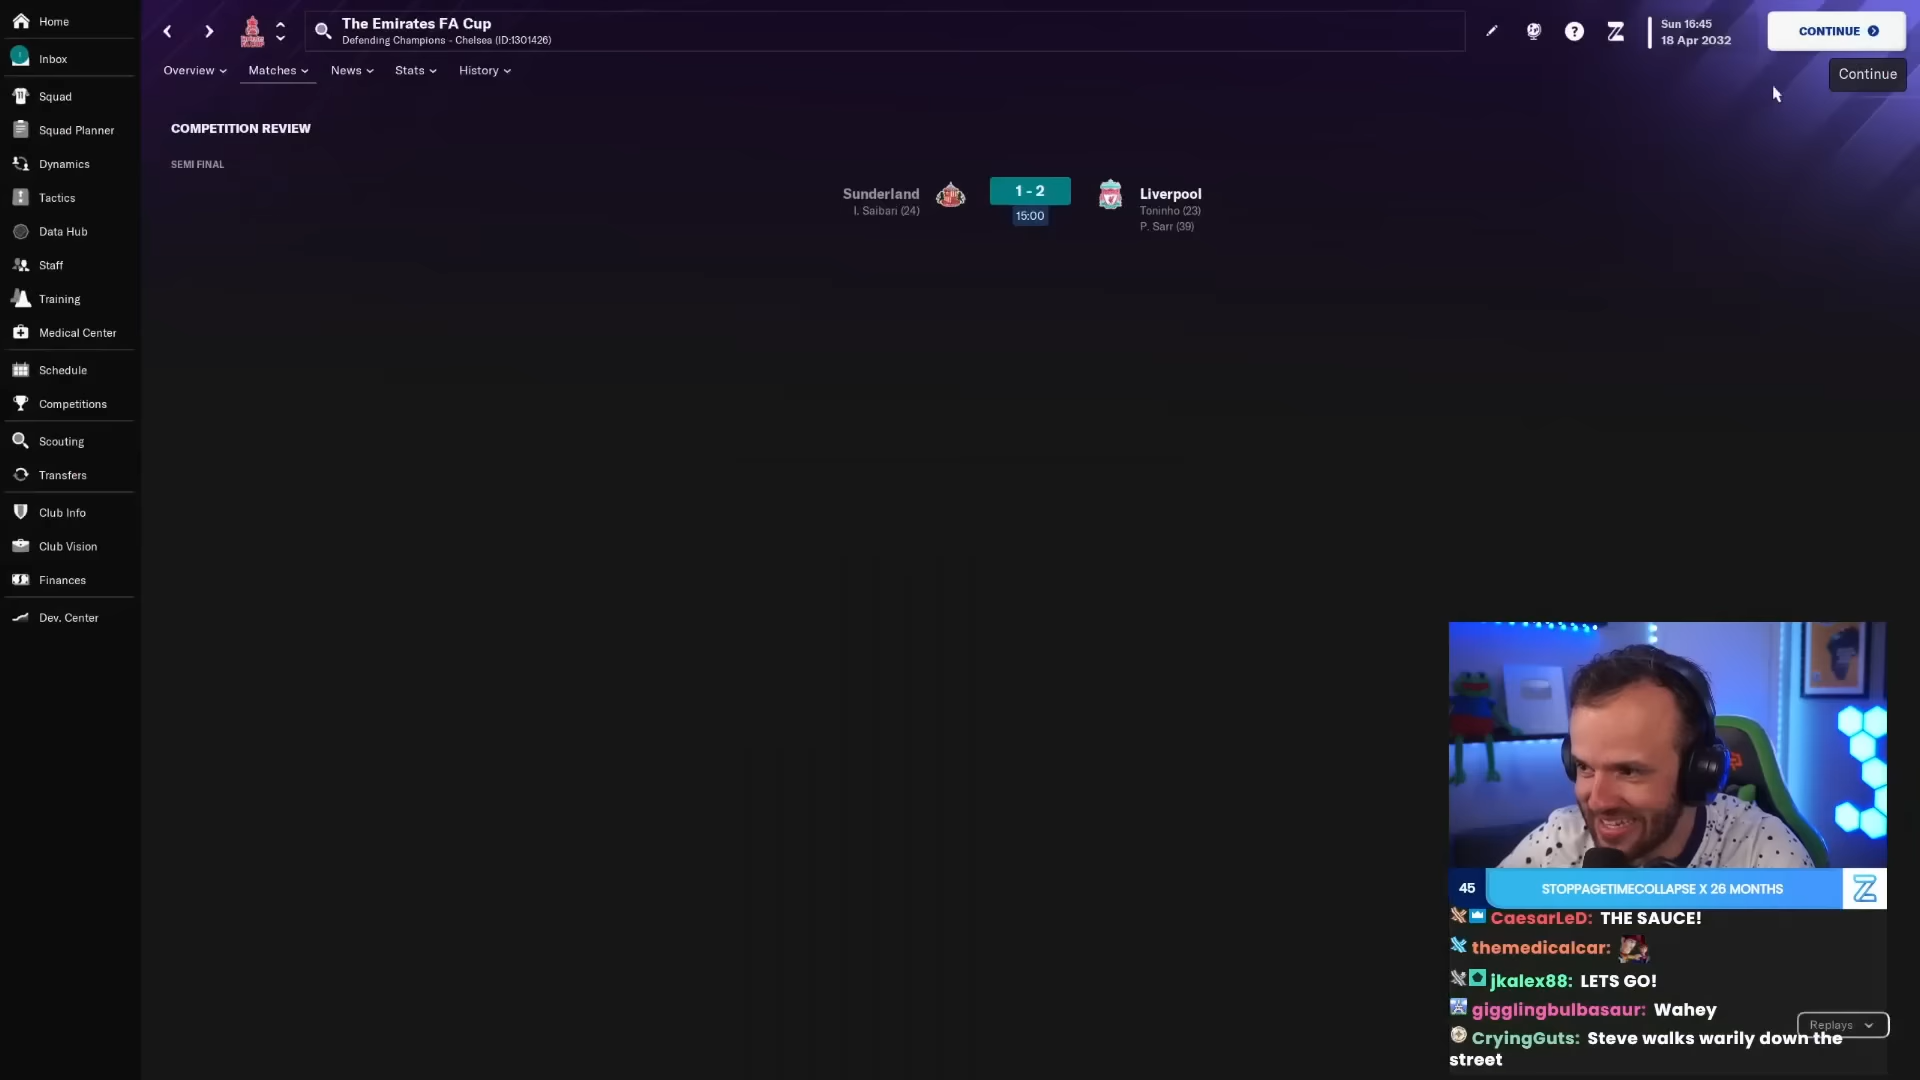 Home
Inbox
Squad
Squad Planner
Dynamics
Tactics
Data Hub
Staff
Training
Medical Center
Schedule
Competitions
Scouting
Transfers
Club Info
Club Vision
Finances
Dev. Center
The Emirates FA Cup
Defending Champions - Chelsea (ID:1301426)
Sun 16:45
18 Apr 2032
CONTINUE
Continue
Overview
Matches
News
Stats
History
COMPETITION REVIEW
SEMI FINAL
Sunderland
I. Saibari (24)
1 - 2
15:00
Liverpool
Toninho (23)
P. Sarr (39)
45
STOPPAGETIMECOLLAPSE X 26 MONTHS
CaesarLeD: THE SAUCE!
themedicalcar:
jkalex88: LETS GO!
gigglingbulbasaur: Wahey
Replays
CryingGuts: Steve walks warily down the
street